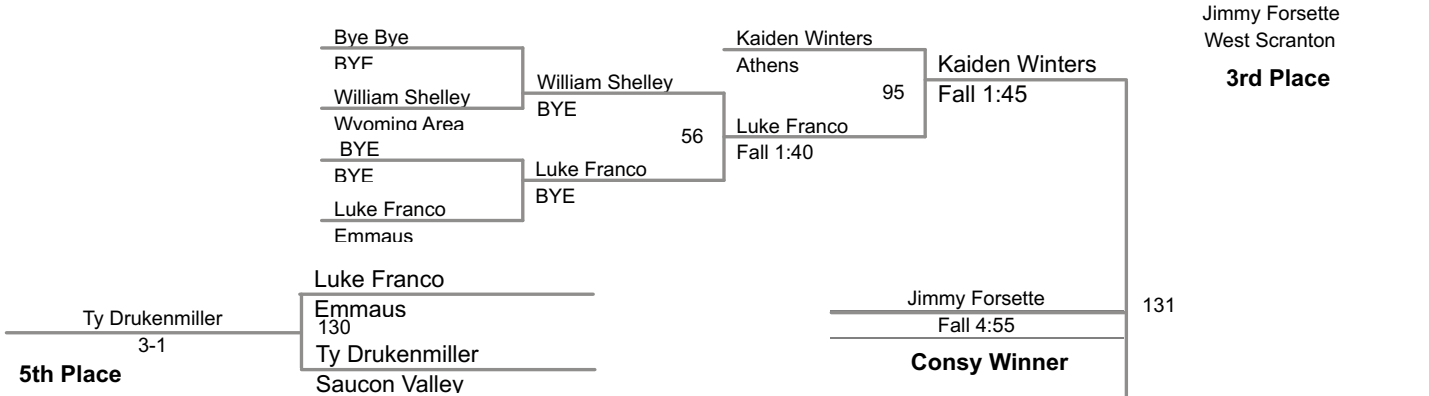 Jimmy Forsette
West Scranton
3rd Place
Bye Bye
BYE
William Shelley
Wyoming Area
BYE
BYE
Luke Franco
Emmaus
William Shelley
BYE
56
Luke Franco
BYE
Kaiden Winters
Athens
95
Luke Franco
Fall 1:40
Kaiden Winters
Fall 1:45
Luke Franco
Emmaus
130
Ty Drukenmiller
Saucon Valley
Ty Drukenmiller
3-1
5th Place
Jimmy Forsette
Fall 4:55
Consy Winner
131